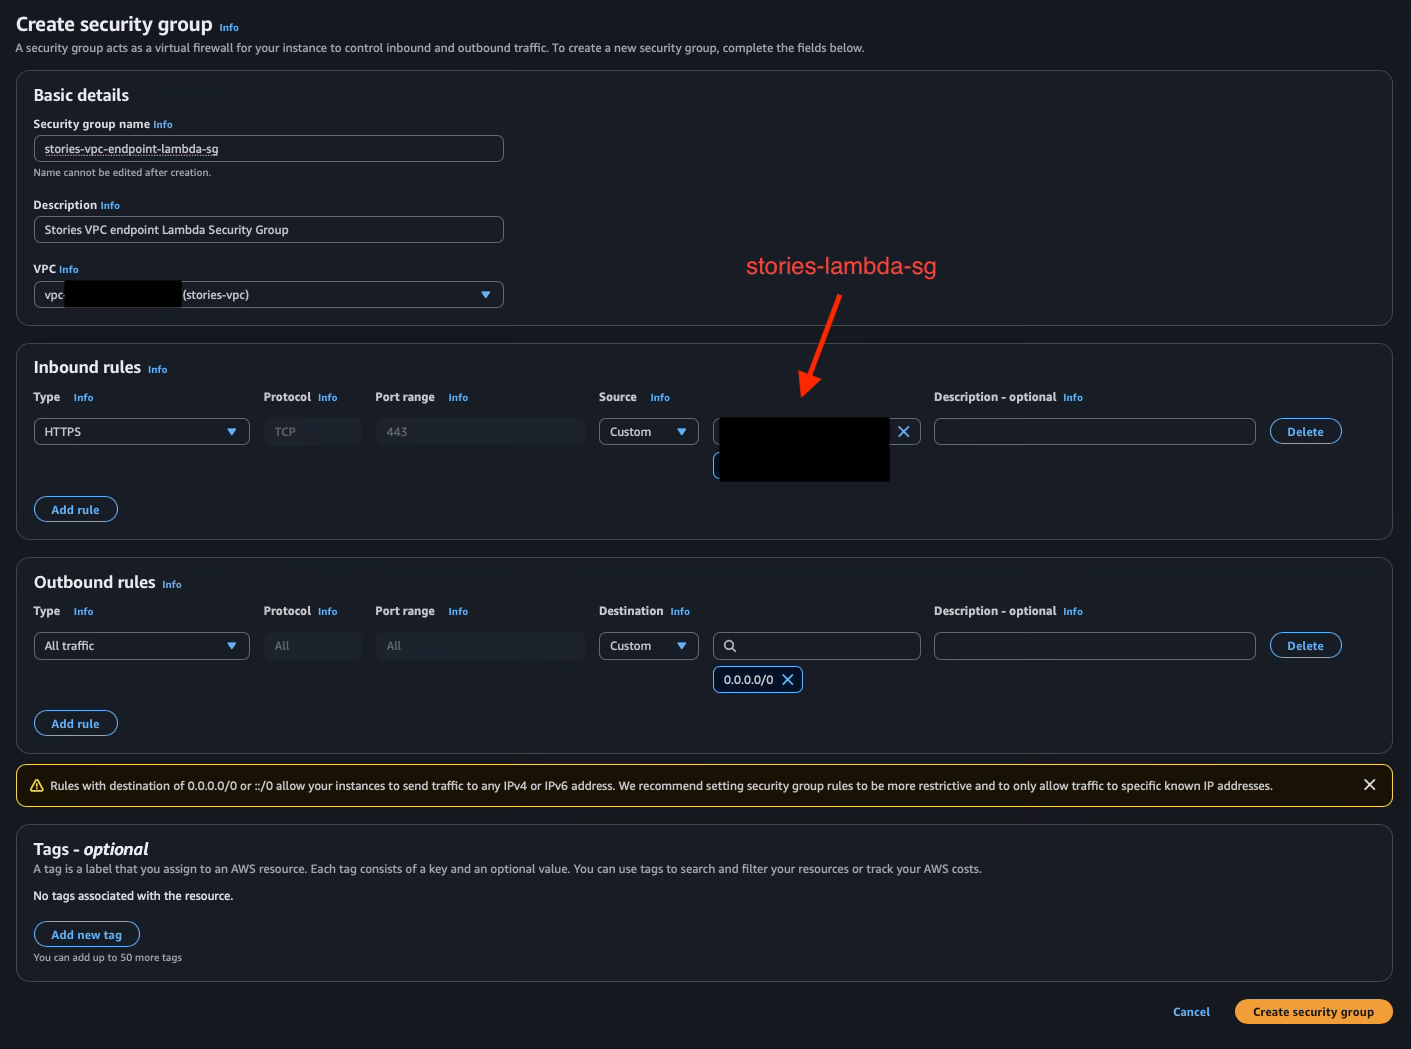 Create security group Info
A security group acts as a virtual firewall for your instance to control inbound and outbound traffic. To create a new security group, complete the fields below.
Basic details
Security group name Info
stories-vpc-endpoint-lambda-sg
Name cannot be edited after creation.
Description Info
Stories VPC endpoint Lambda Security Group
VPC Info
vpc- (stories-vpc)
stories-lambda-sg
Inbound rules Info
Type Info Protocol Info Port range Info Source Info Description - optional Info
HTTPS TCP 443 Custom Delete
Add rule
Outbound rules Info
Type Info Protocol Info Port range Info Destination Info Description - optional Info
All traffic All All Custom Delete
0.0.0.0/0
Add rule
Rules with destination of 0.0.0.0/0 or ::/0 allow your instances to send traffic to any IPv4 or IPv6 address. We recommend setting security group rules to be more restrictive and to only allow traffic to specific known IP addresses.
Tags - optional
A tag is a label that you assign to an AWS resource. Each tag consists of a key and an optional value. You can use tags to search and filter your resources or track your AWS costs.
No tags associated with the resource.
Add new tag
You can add up to 50 more tags
Cancel Create security group